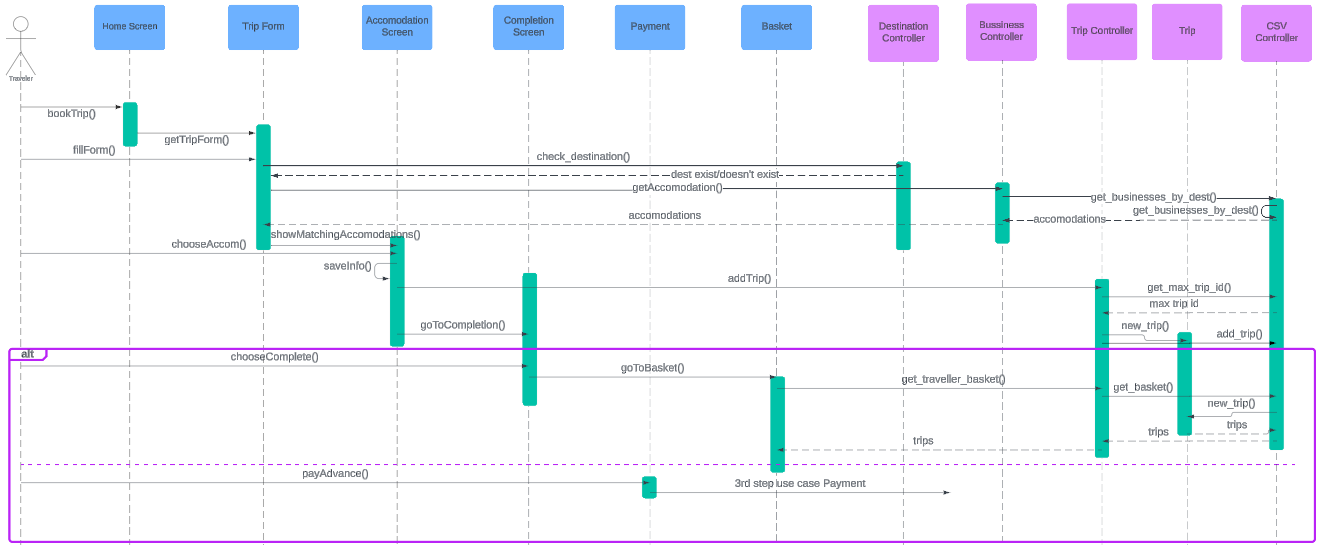 Home Screen
Trip Form
Accomodation
Screen
Completion
Screen
Payment
Basket
Destination
Controller
Bussiness
Controller
Trip Controller
Trip
CSV
Controller
Traveler
bookTrip()
getTripForm()
fillForm()
check_destination()
dest exist/doesn't exist
getAccomodation()
get_businesses_by_dest()
get_businesses_by_dest()
accomodations
accomodations
showMatchingAccomodations()
chooseAccom()
saveInfo()
addTrip()
get_max_trip_id()
max trip id
goToCompletion()
new_trip()
add_trip()
alt
chooseComplete()
goToBasket()
get_traveller_basket()
get_basket()
new_trip()
trips
trips
trips
payAdvance()
3rd step use case Payment